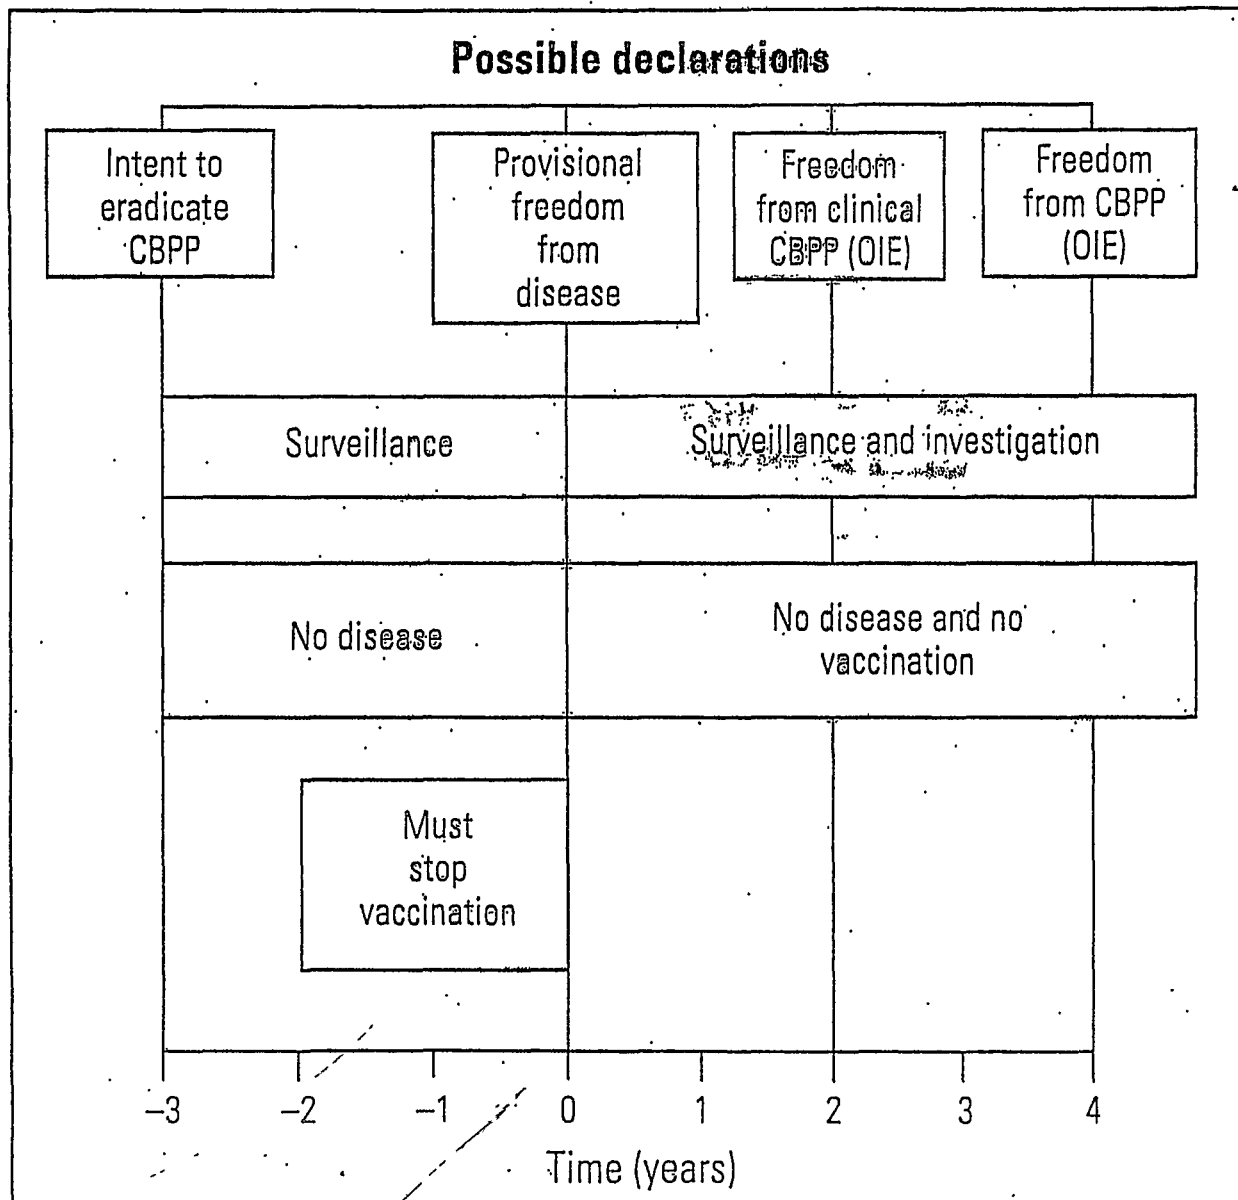 Possible declarations
Intent to
eradicate
CBPP
Provisional
freedom
from
disease
Freedom
from clinical
CBPP (OIE)
Freedom
from CBPP
(OIE)
Surveillance
Surveillance and investigation
No disease
No disease and no
vaccination
Must
stop
vaccination
–3 –2 –1 0 1 2 3 4
Time (years)